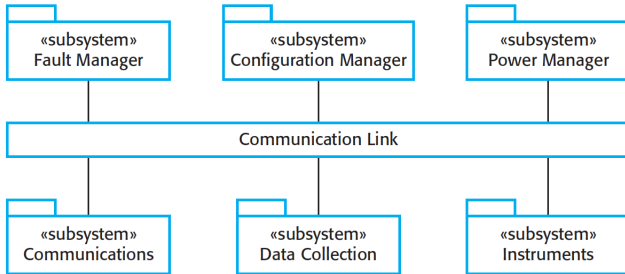 «subsystem»
Fault Manager
«subsystem»
Configuration Manager
«subsystem»
Power Manager
Communication Link
«subsystem»
Communications
«subsystem»
Data Collection
«subsystem»
Instruments